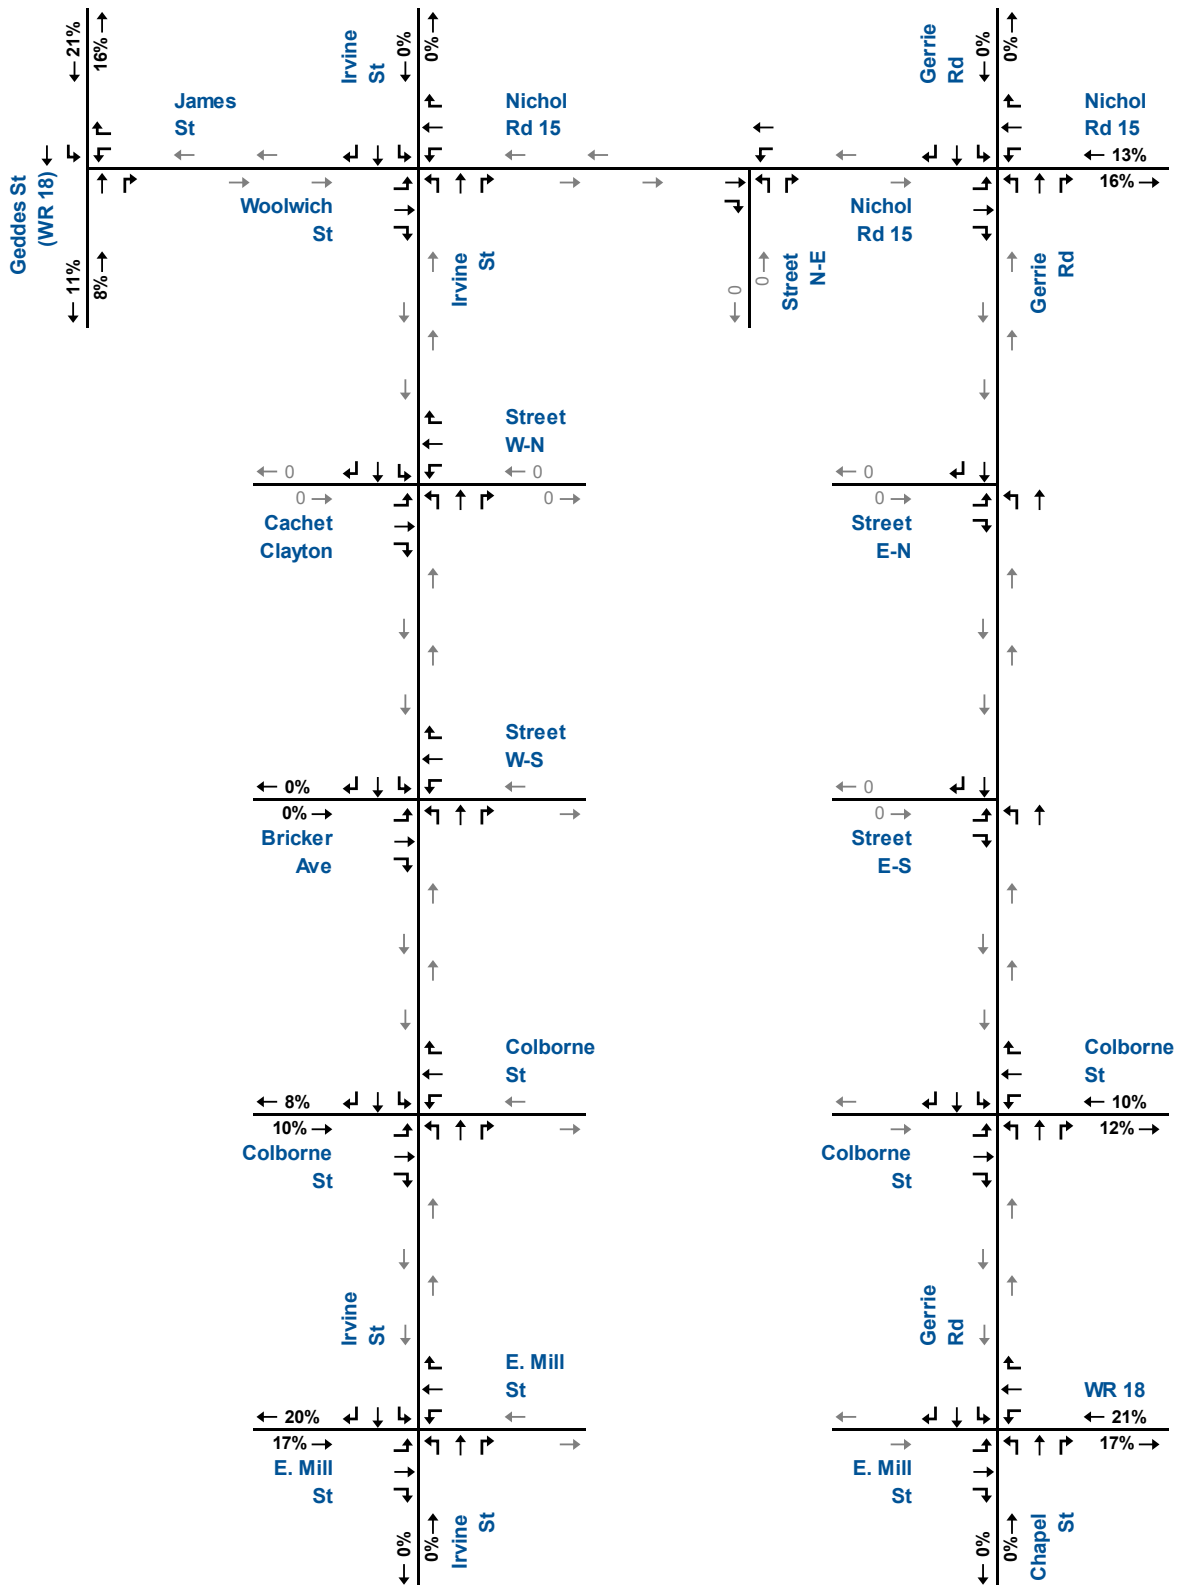 21%
16%
Irvine
St
0%
0%
Gerrie
Rd
0%
0%
James
St
Nichol
Rd 15
Nichol
Rd 15
13%
16%
Geddes St
(WR 18)
11%
8%
Woolwich
St
Irvine
St
0
0
Street
N-E
Nichol
Rd 15
Gerrie
Rd
Street
W-N
0
0
0
0
Cachet
Clayton
0
0
Street
E-N
Street
W-S
0%
0%
Bricker
Ave
0
0
Street
E-S
Colborne
St
8%
10%
Colborne
St
Colborne
St
10%
12%
Colborne
St
Irvine
St
Gerrie
Rd
E. Mill
St
20%
17%
E. Mill
St
WR 18
21%
17%
E. Mill
St
0%
0%
Irvine
St
0%
0%
Chapel
St